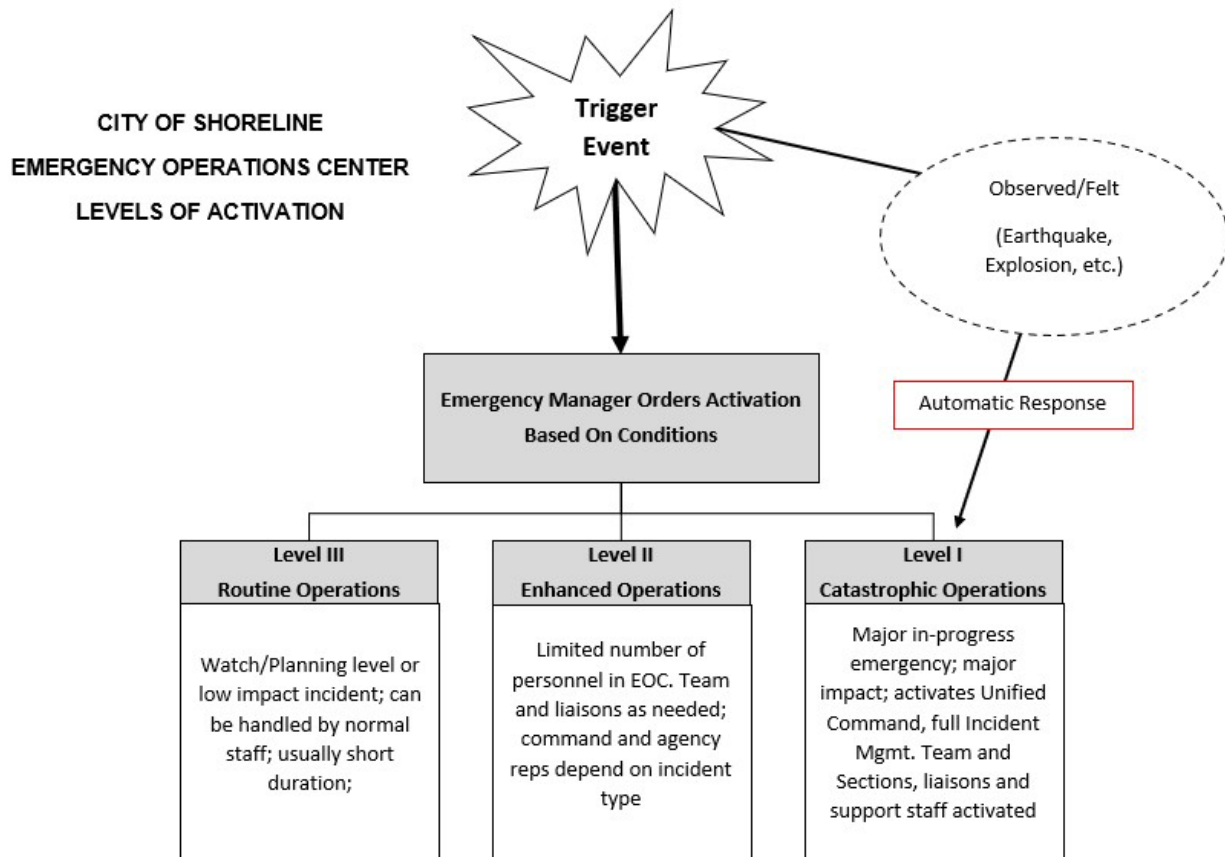 CITY OF SHORELINE
EMERGENCY OPERATIONS CENTER
LEVELS OF ACTIVATION
Trigger
Event
Observed/Felt
(Earthquake,
Explosion, etc.)
Emergency Manager Orders Activation
Based On Conditions
Automatic Response
Level III
Routine Operations
Watch/Planning level or
low impact incident; can
be handled by normal
staff; usually short
duration;
Level II
Enhanced Operations
Limited number of
personnel in EOC. Team
and liaisons as needed;
command and agency
reps depend on incident
type
Level I
Catastrophic Operations
Major in-progress
emergency; major
impact; activates Unified
Command, full Incident
Mgmt. Team and
Sections, liaisons and
support staff activated